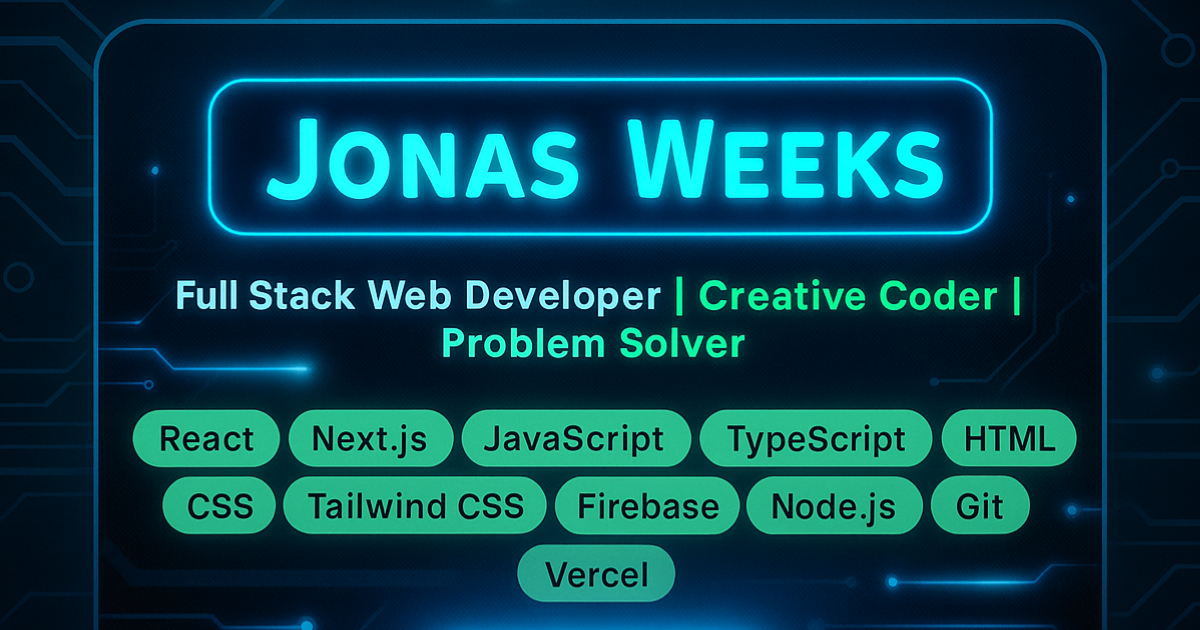 Jonas Weeks
Full Stack Web Developer | Creative Coder |
Problem Solver
React Next.js JavaScript TypeScript HTML
CSS Tailwind CSS Firebase Node.js Git
Vercel